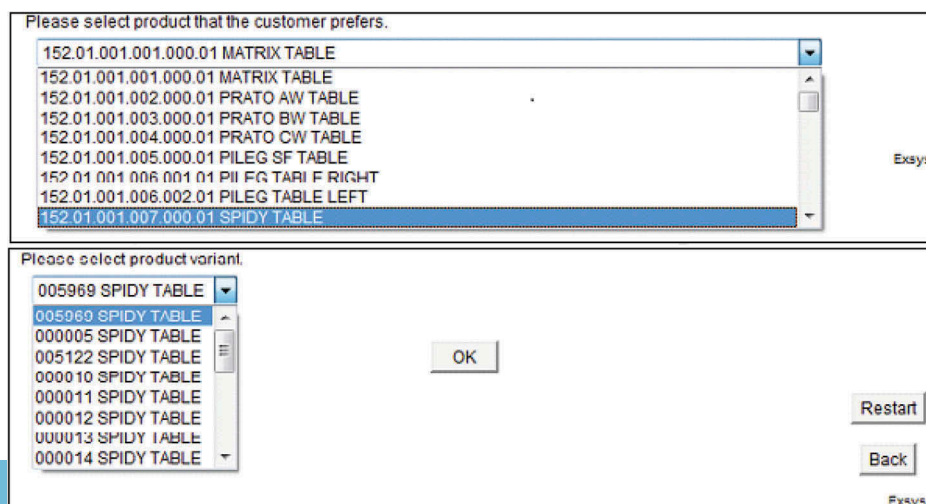 Please select product that the customer prefers.
152.01.001.001.000.01 MATRIX TABLE
152.01.001.001.000.01 MATRIX TABLE
152.01.001.002.000.01 PRATO AW TABLE
152.01.001.003.000.01 PRATO BW TABLE
152.01.001.004.000.01 PRATO CW TABLE
152.01.001.005.000.01 PILEG SF TABLE
152.01.001.006.001.01 PILEG TABLE RIGHT
152.01.001.006.002.01 PILEG TABLE LEFT
152.01.001.007.000.01 SPIDY TABLE
Exsys
Please select product variant.
005969 SPIDY TABLE
005969 SPIDY TABLE
000005 SPIDY TABLE
005122 SPIDY TABLE
000010 SPIDY TABLE
000011 SPIDY TABLE
000012 SPIDY TABLE
000013 SPIDY TABLE
000014 SPIDY TABLE
OK
Restart
Back
Exsys